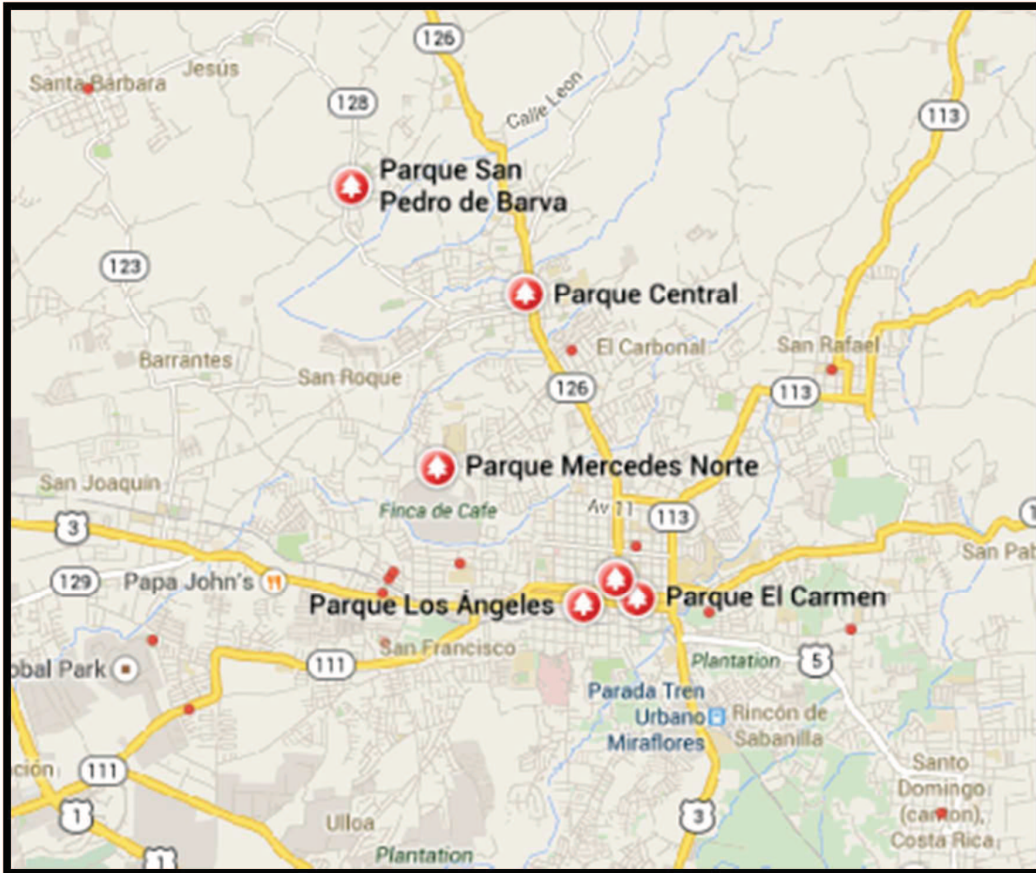 126
Jesús
Santa Bárbara
128
Calle Leon
113
Parque San
Pedro de Barva
123
Parque Central
El Carbonal
San Rafael
Barrantes
San Roque
126
113
Parque Mercedes Norte
San Joaquin
Finca de Cafe
Av 11
113
3
San Pab
129
Papa John's
Parque Los Ángeles
Parque El Carmen
San Francisco
111
obal Park
Plantation
5
Parada Tren
Urbano
Miraflores
Rincón de
Sabanilla
ción
111
1
Santo
Domingo
(canton),
Costa Rica
3
Ulloa
Plantation
1